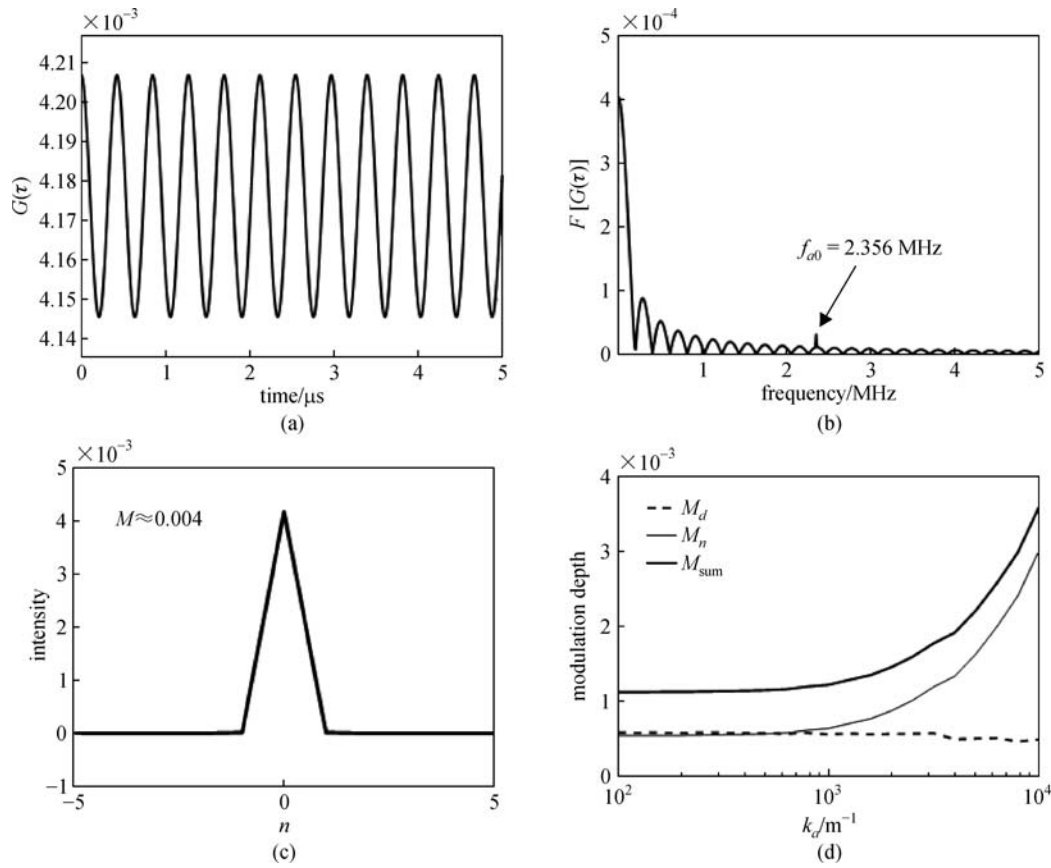 ×10⁻³
4.21
4.20
4.19
4.18
4.17
4.16
4.15
4.14
G(τ)
0 1 2 3 4 5
time/μs
(a)
×10⁻⁴
5
4
3
2
1
0
F [G(τ)]
f_{a0} = 2.356 MHz
1 2 3 4 5
frequency/MHz
(b)
×10⁻³
5
4
3
2
1
0
−1
intensity
M≈0.004
−5 0 5
n
(c)
×10⁻³
4
3
2
1
0
modulation depth
M_d
M_n
M_sum
10² 10³ 10⁴
k_a/m⁻¹
(d)